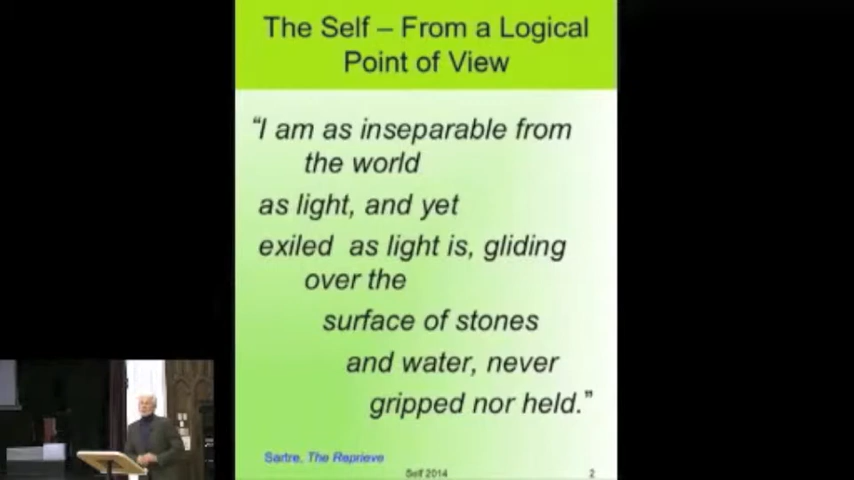 The Self – From a Logical
Point of View
“I am as inseparable from
the world
as light, and yet
exiled as light is, gliding
over the
surface of stones
and water, never
gripped nor held.”
Sartre, The Reprieve
Self 2014
2